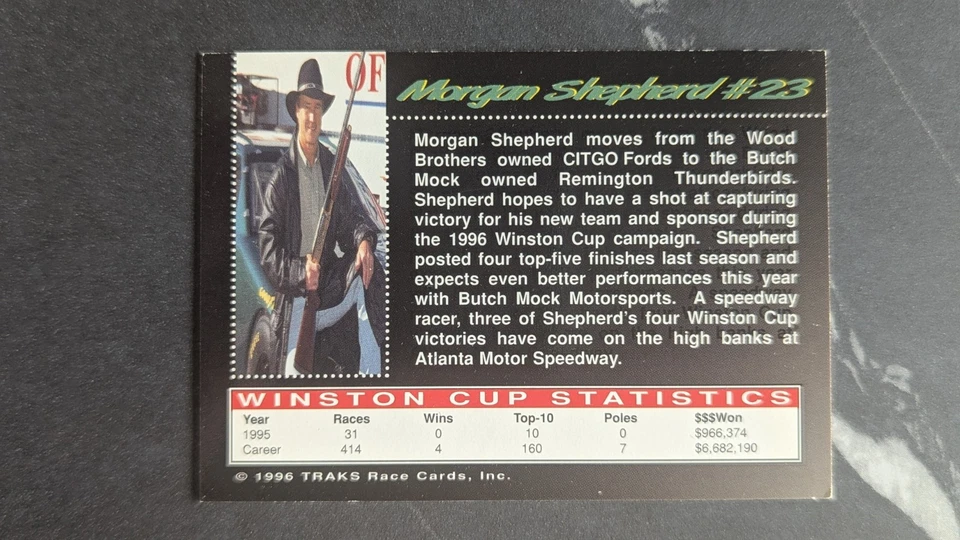 OF
Morgan Shepherd #23
Morgan Shepherd moves from the Wood
Brothers owned CITGO Fords to the Butch
Mock owned Remington Thunderbirds.
Shepherd hopes to have a shot at capturing
victory for his new team and sponsor during
the 1996 Winston Cup campaign. Shepherd
posted four top-five finishes last season and
expects even better performances this year
with Butch Mock Motorsports. A speedway
racer, three of Shepherd's four Winston Cup
victories have come on the high banks at
Atlanta Motor Speedway.
WINSTON CUP STATISTICS
Year Races Wins Top-10 Poles $$$Won
1995 31 0 10 0 $966,374
Career 414 4 160 7 $6,682,190
© 1996 TRAKS Race Cards, Inc.